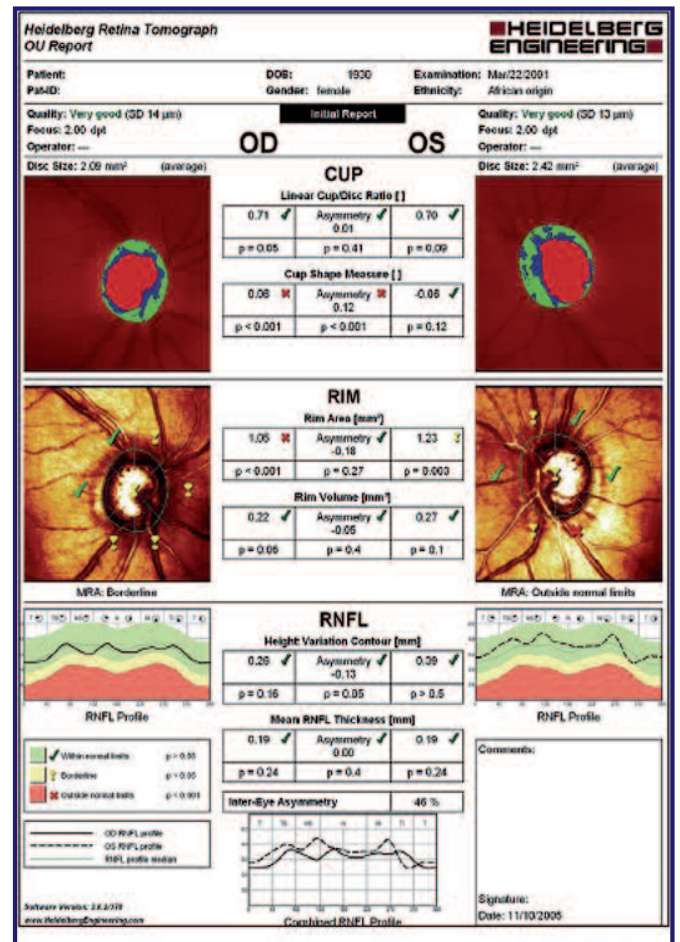 Heidelberg Retina Tomograph
OU Report
HEIDELBERG
ENGINEERING
Patient: DOB: 1930 Examination: Mar/22/2001
Pat-ID: Gender: female Ethnicity: African origin
Quality: Very good (SD 14 µm) Initial Report Quality: Very good (SD 13 µm)
Focus: 2.00 dpt Focus: 2.00 dpt
Operator: --- OD OS Operator: ---
Disc Size: 2.09 mm² (average) Disc Size: 2.42 mm² (average)
CUP
Linear Cup/Disc Ratio [ ]
0.71 Asymmetry 0.70
0.01
p = 0.05 p = 0.41 p = 0.09
Cup Shape Measure [ ]
0.06 Asymmetry -0.06
0.12
p < 0.001 p < 0.001 p = 0.12
RIM
Rim Area [mm²]
1.05 Asymmetry 1.23
-0.18
p < 0.001 p = 0.27 p = 0.003
Rim Volume [mm³]
0.22 Asymmetry 0.27
-0.05
p = 0.06 p = 0.4 p = 0.1
MRA: Borderline MRA: Outside normal limits
RNFL
Height Variation Contour [mm]
0.26 Asymmetry 0.39
-0.13
p = 0.16 p = 0.05 p > 0.5
RNFL Profile RNFL Profile
Mean RNFL Thickness [mm]
0.19 Asymmetry 0.19
0.00
p = 0.24 p = 0.4 p = 0.24
Within normal limits
Borderline
Outside normal limits p < 0.001
Comments:
Inter-Eye Asymmetry 46 %
OD RNFL profile
OS RNFL profile
RNFL profile median
Combined RNFL Profile
Software Version:
www.HeidelbergEngineering.com
Signature:
Date: 11/10/2005